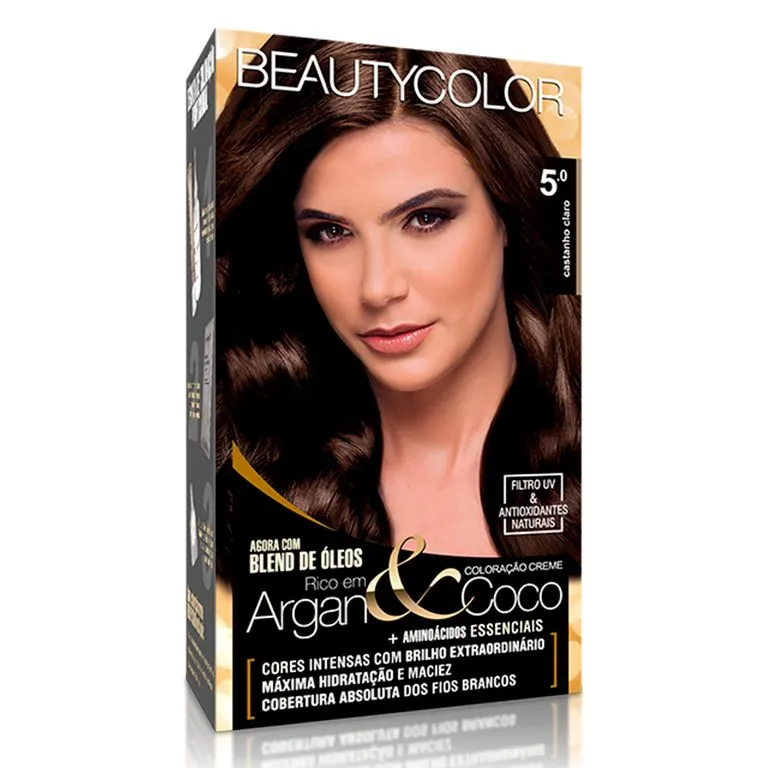 BEAUTYCOLOR
5.0
castanho claro
FILTRO UV
&
ANTIOXIDANTES
NATURAIS
AGORA COM
BLEND DE ÓLEOS
Rico em
COLORAÇÃO CREME
Argan & Coco
+ AMINOÁCIDOS ESSENCIAIS
CORES INTENSAS COM BRILHO EXTRAORDINÁRIO
MÁXIMA HIDRATAÇÃO E MACIEZ
COBERTURA ABSOLUTA DOS FIOS BRANCOS